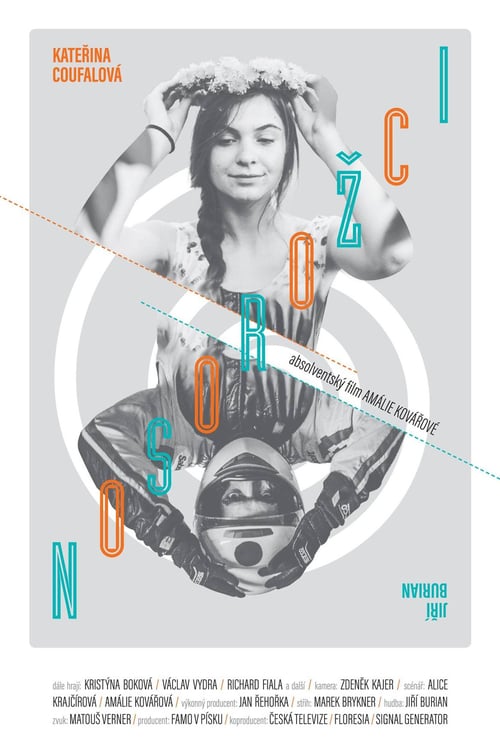 KATEŘINA
COUFALOVÁ
NOSOROŽCI
absolventský film AMÁLIE KOVÁŘOVÉ
JIŘÍ
BURIAN
dále hrají: KRISTÝNA BOKOVÁ / VÁCLAV VYDRA / RICHARD FIALA a další / kamera: ZDENĚK KAJER / scénář: ALICE
KRAJČÍROVÁ / AMÁLIE KOVÁŘOVÁ / výkonný producent: JAN ŘEHOŘKA / střih: MAREK BRYKNER / hudba: JIŘÍ BURIAN
zvuk: MATOUŠ VERNER / producent: FAMO V PÍSKU / koproducent: ČESKÁ TELEVIZE / FLORESIA / SIGNAL GENERATOR